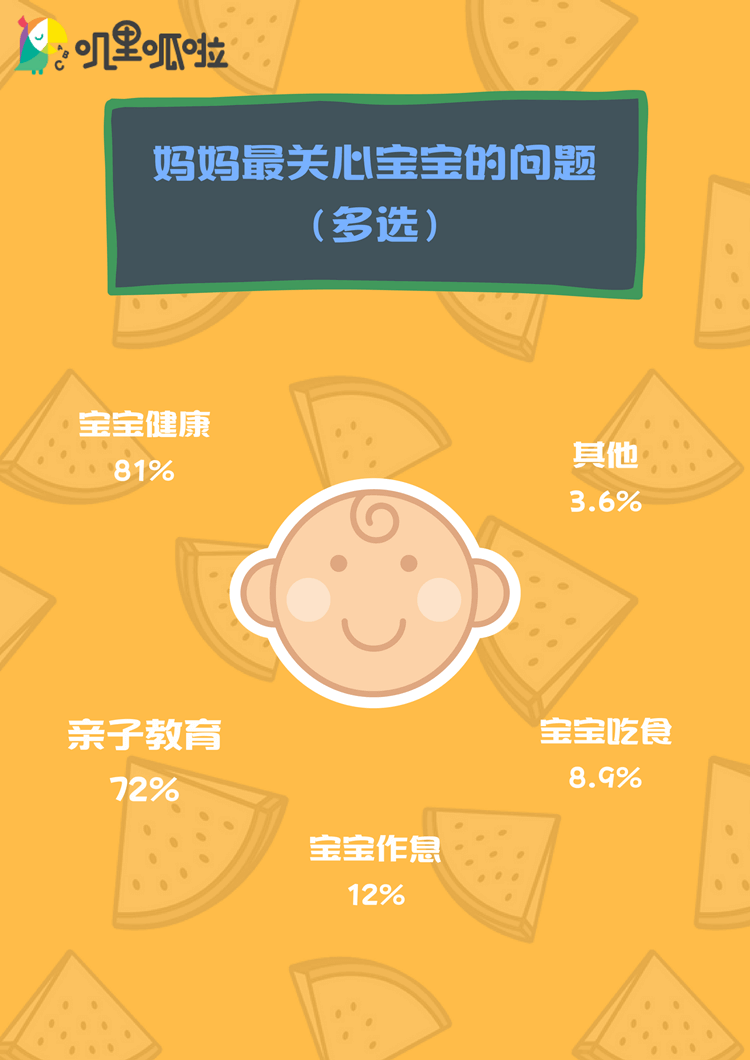 叽里呱啦
ABC
妈妈最关心宝宝的问题
（多选）
宝宝健康
81%
其他
3.6%
亲子教育
72%
宝宝吃食
8.9%
宝宝作息
12%